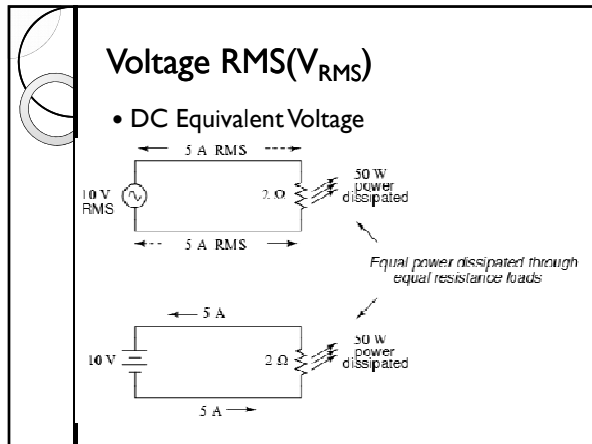 Voltage RMS(V_RMS)
• DC Equivalent Voltage
5 A RMS
10 V
RMS
2 Ω
50 W
power
dissipated
5 A RMS
Equal power dissipated through
equal resistance loads
5 A
10 V
2 Ω
50 W
power
dissipated
5 A